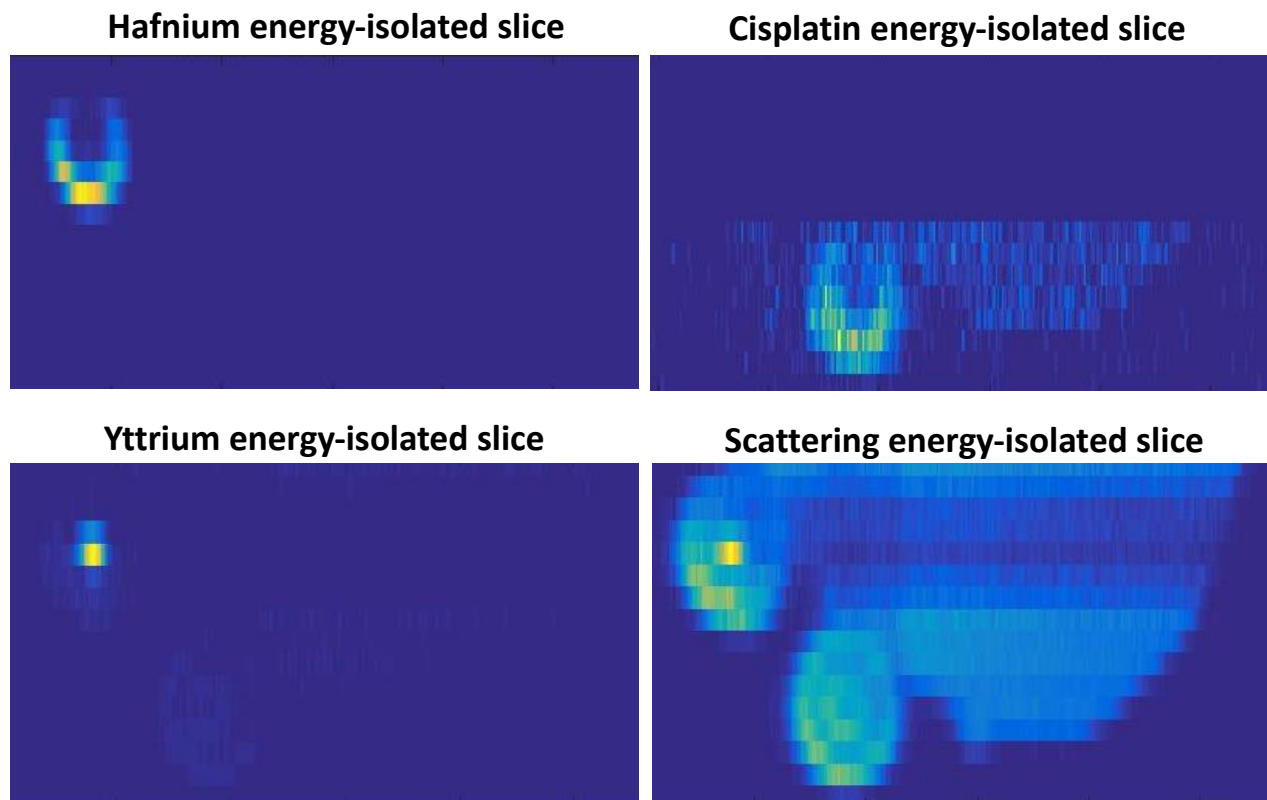 Hafnium energy-isolated slice
Cisplatin energy-isolated slice
Yttrium energy-isolated slice
Scattering energy-isolated slice